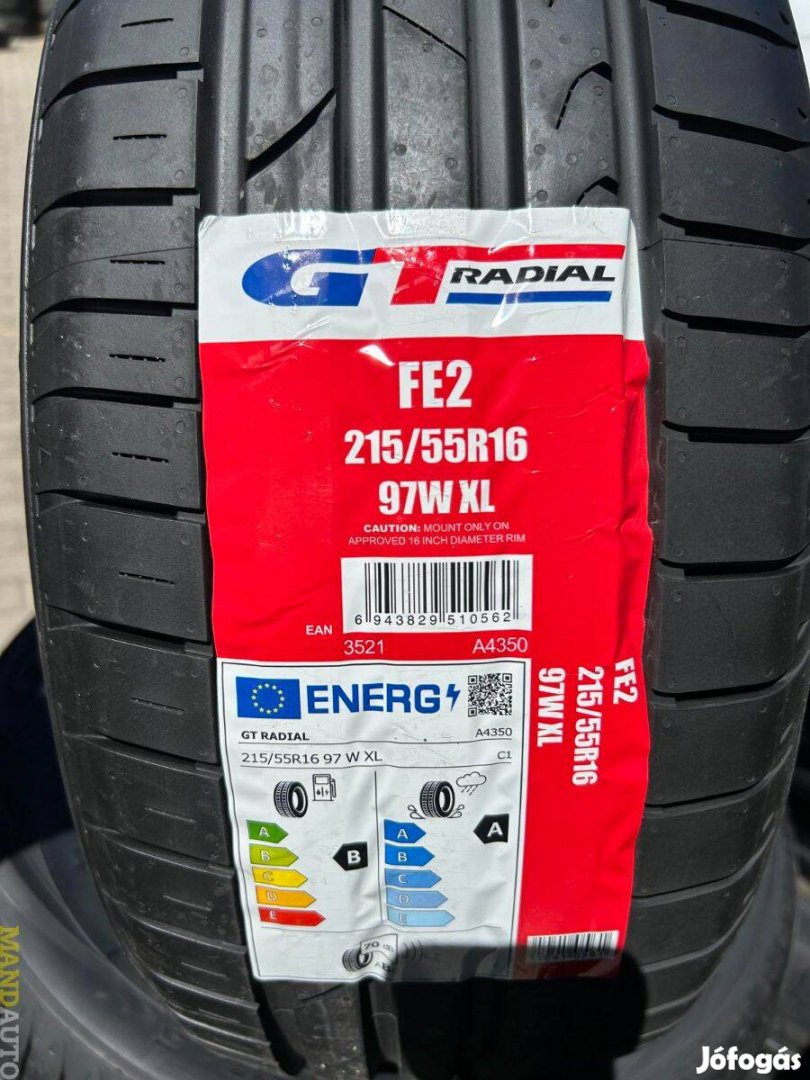 GT RADIAL
FE2
215/55R16
97W XL
CAUTION: MOUNT ONLY ON
APPROVED 16 INCH DIAMETER RIM
EAN
6 943829 510562
3521 A4350
ENERG
GT RADIAL A4350
215/55R16 97 W XL C1
A
B
C
D
E
B
A
B
C
D
E
A
70
FE2
215/55R16
97W XL
MANDAUTO
Jófogás